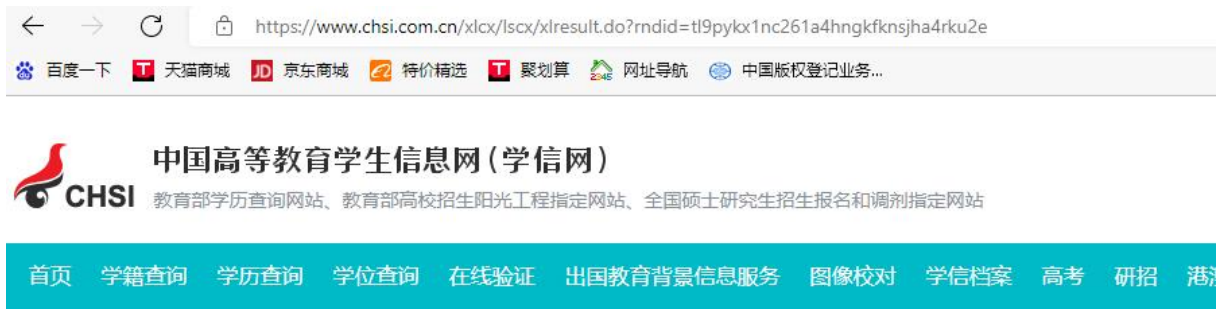 https://www.chsi.com.cn/xlcx/lscx/xlresult.do?rndid=tl9pykx1nc261a4hngkfknsjha4rku2e
百度一下 T 天猫商城 JD 京东商城 特价精选 T 聚划算 2345 网址导航 中国版权登记业务...
中国高等教育学生信息网(学信网)
CHSI 教育部学历查询网站、教育部高校招生阳光工程指定网站、全国硕士研究生招生报名和调剂指定网站
首页 学籍查询 学历查询 学位查询 在线验证 出国教育背景信息服务 图像校对 学信档案 高考 研招 港